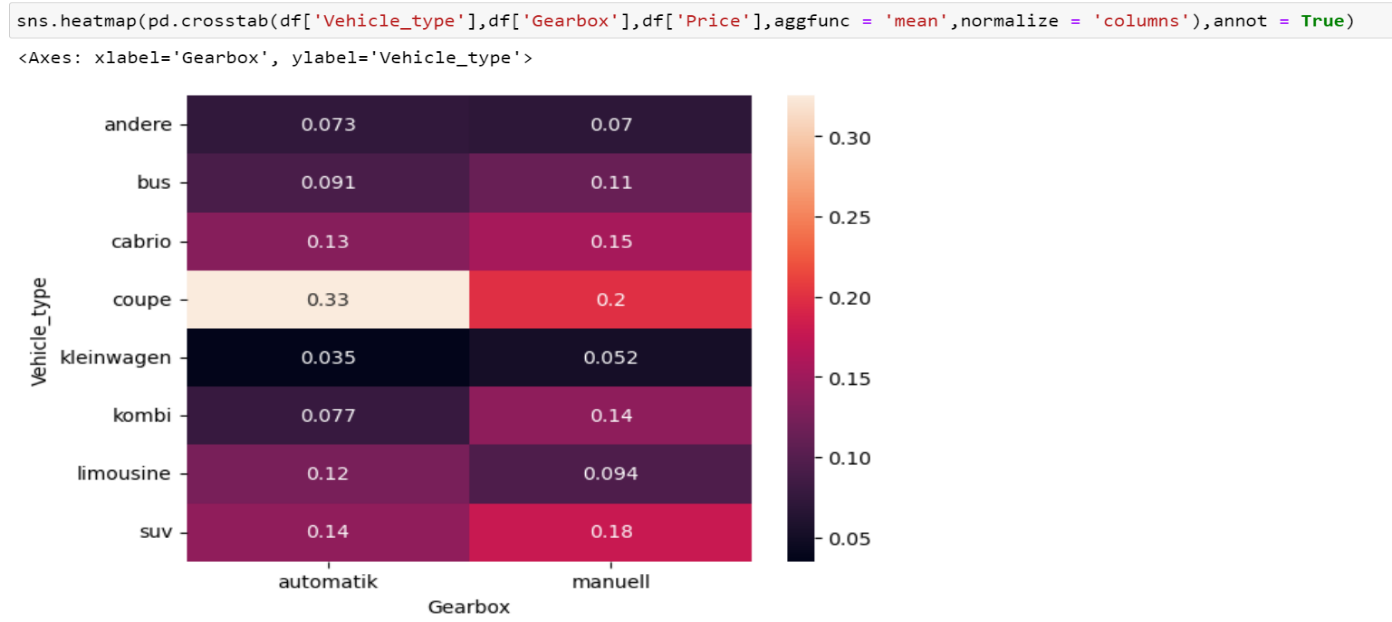 sns.heatmap(pd.crosstab(df['Vehicle_type'],df['Gearbox'],df['Price'],aggfunc = 'mean',normalize = 'columns'),annot = True)
<Axes: xlabel='Gearbox', ylabel='Vehicle_type'>
andere 0.073 0.07
bus 0.091 0.11
cabrio 0.13 0.15
coupe 0.33 0.2
kleinwagen 0.035 0.052
kombi 0.077 0.14
limousine 0.12 0.094
suv 0.14 0.18
automatik manuell
Gearbox
Vehicle_type
0.30
0.25
0.20
0.15
0.10
0.05